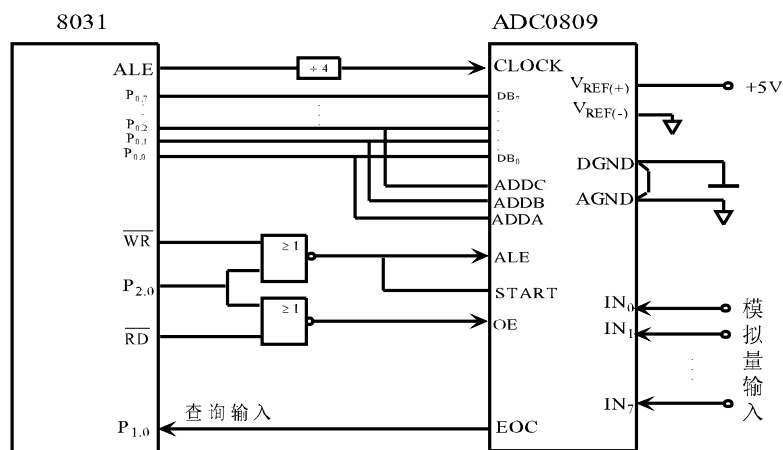 8031
ADC0809
ALE
÷ 4
CLOCK
P0.7
DB7
P0.2
P0.1
P0.0
DB0
ADDC
ADDB
ADDA
WR
≥ 1
ALE
P2.0
START
≥ 1
RD
OE
查询输入
P1.0
EOC
VREF(+)
+5V
VREF(-)
DGND
AGND
IN0
IN1
IN7
模拟量输入